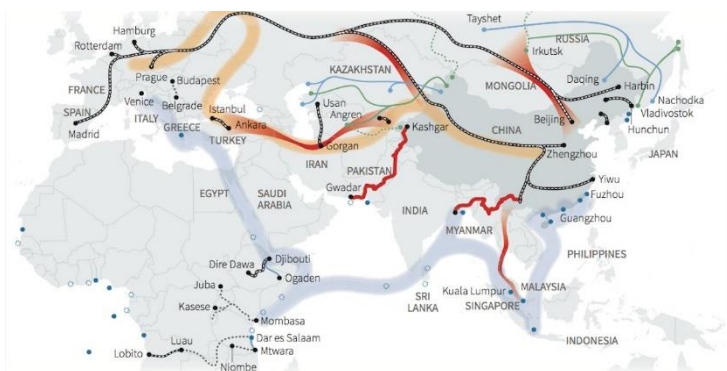 Tayshet
Hamburg
RUSSIA
Rotterdam
Irkutsk
KAZAKHSTAN
Prague
Budapest
MONGOLIA
Daqing
Harbin
FRANCE
Usan
Nachodka
Venice
Belgrade
Istanbul
Angren
Vladivostok
SPAIN
ITALY
Beijing
Madrid
GREECE
Ankara
Kashgar
CHINA
Hunchun
TURKEY
Gorgan
Zhengzhou
JAPAN
IRAN
PAKISTAN
Yiwu
EGYPT
SAUDI
ARABIA
Gwadar
Fuzhou
INDIA
MYANMAR
Guangzhou
PHILIPPINES
Djibouti
Dire Dawa
Ogaden
Juba
SRI
LANKA
Kuala Lumpur
MALAYSIA
SINGAPORE
Kasese
Mombasa
Dar es Salaam
INDONESIA
Luau
Lobito
Mtwara
Niombe